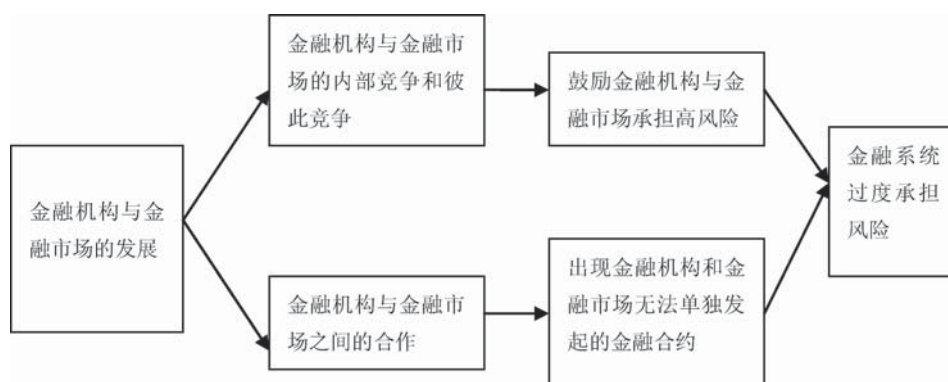 金融机构与金融市
场的内部竞争和彼
此竞争
鼓励金融机构与金
融市场承担高风险
金融系统
过度承担
风险
金融机构与金
融市场的发展
金融机构与金融市
场之间的合作
出现金融机构和金
融市场无法单独发
起的金融合约